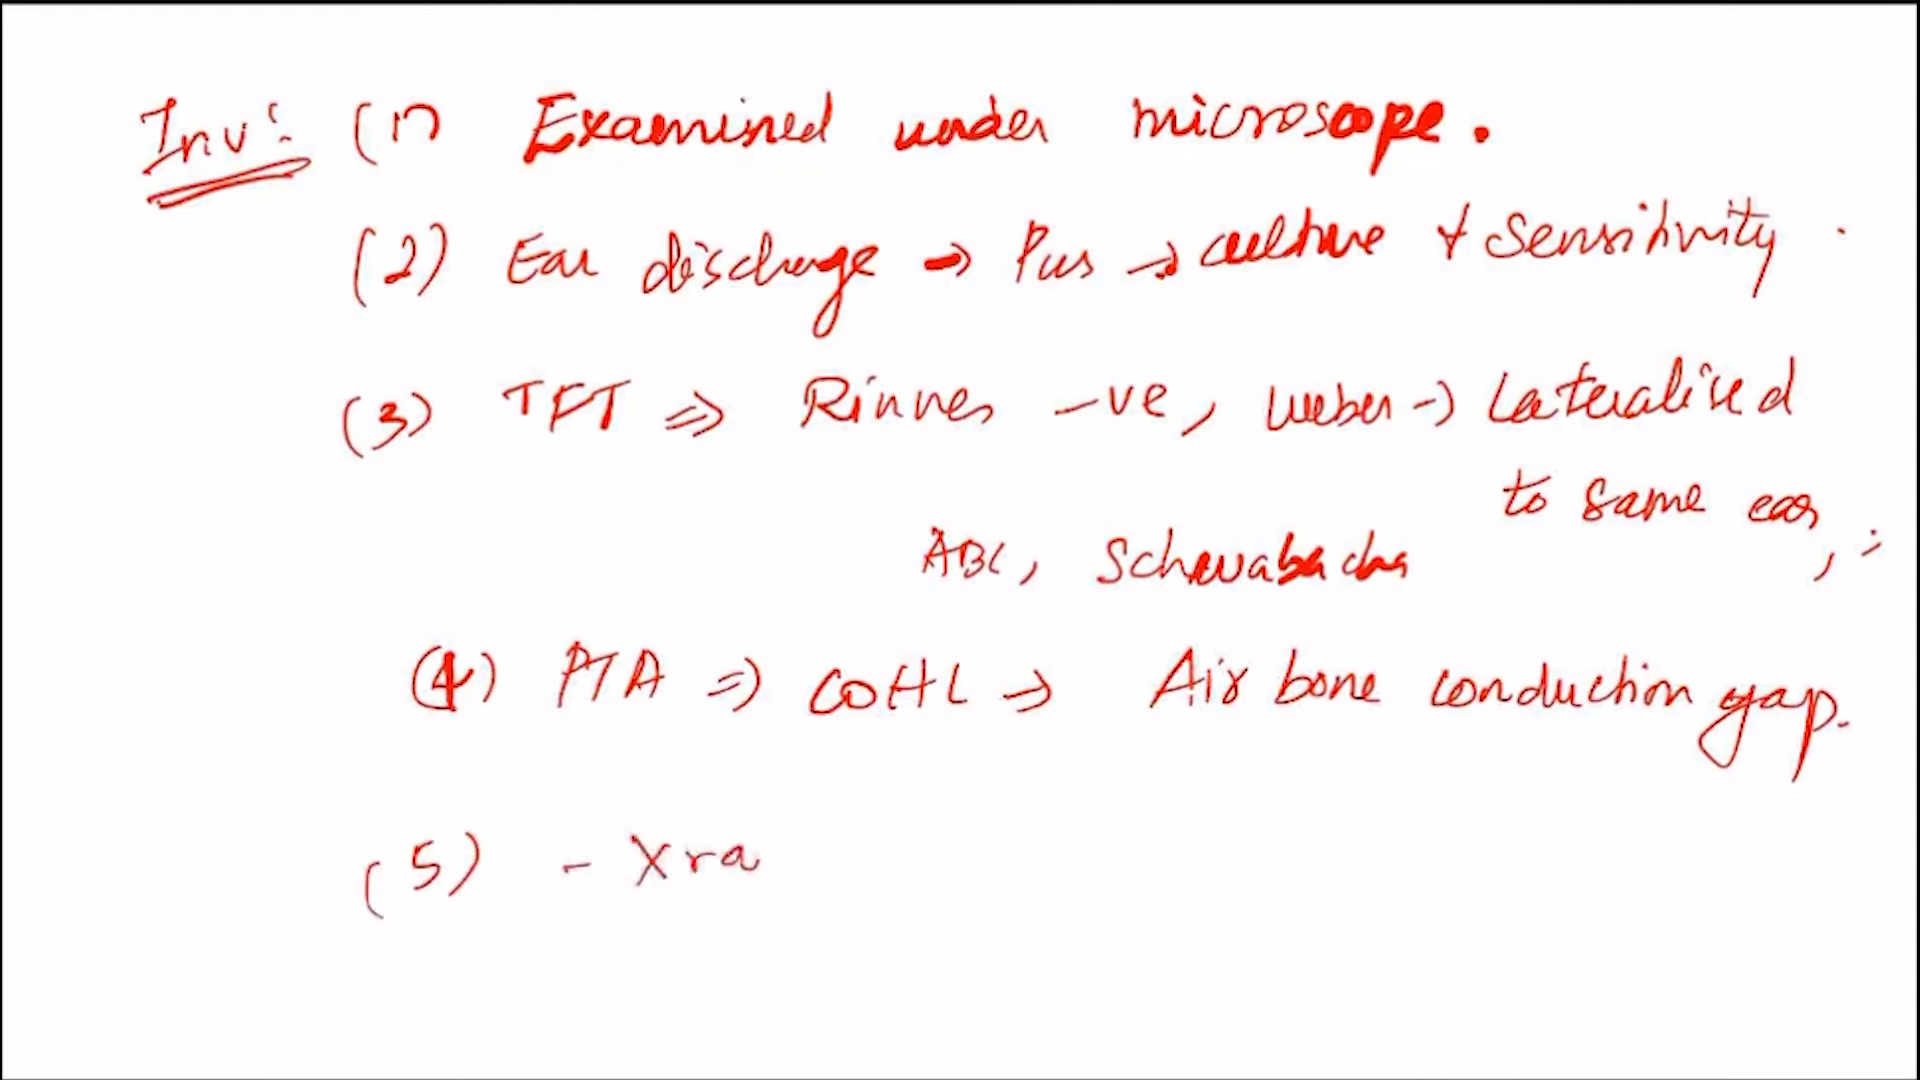 Inv: (1) Examined under microscope.
(2) Ear discharge → Pus → culture + sensitivity.
(3) TFT ⇒ Rinnes -ve, weber → Lateralised
to same ear,
ABC, Schwabachs
(4) PTA ⇒ COHL → Air bone conduction gap.
(5) - Xra